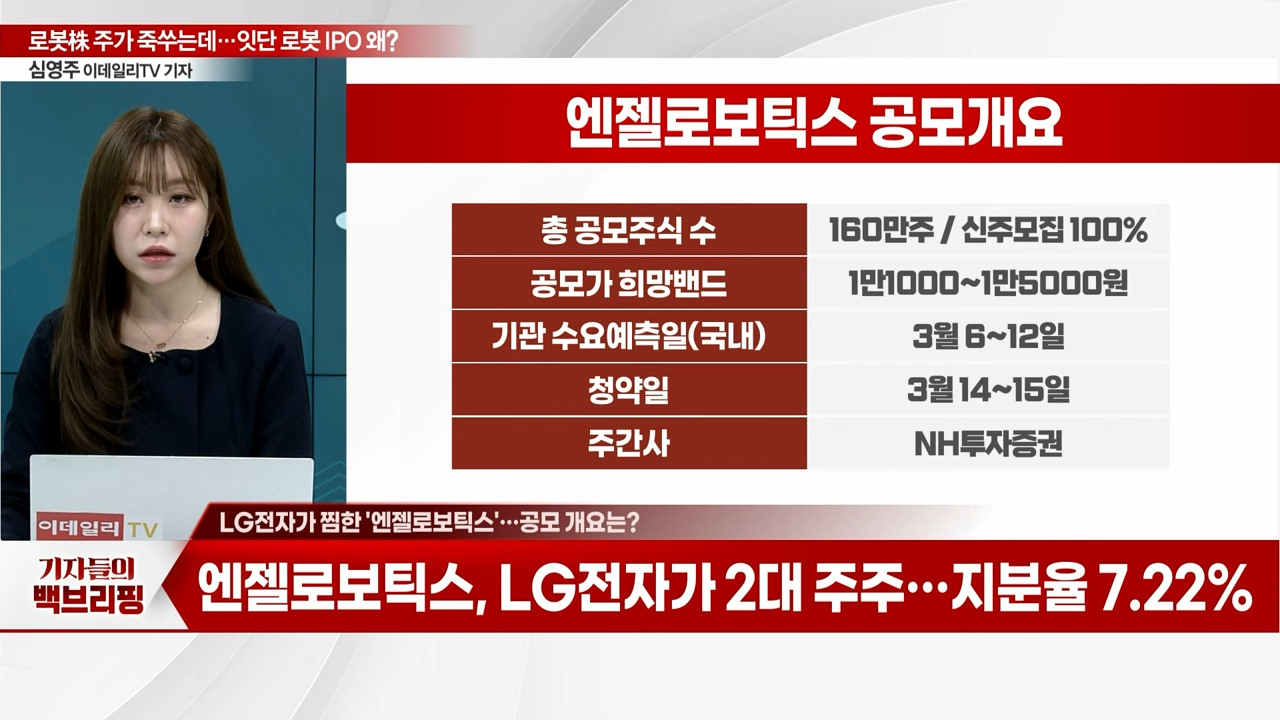 로봇株 주가 죽쑤는데…잇단 로봇 IPO 왜?
심영주 이데일리TV 기자
엔젤로보틱스 공모개요
총 공모주식 수 160만주 / 신주모집 100%
공모가 희망밴드 1만1000~1만5000원
기관 수요예측일(국내) 3월 6~12일
청약일 3월 14~15일
주간사 NH투자증권
이데일리TV
LG전자가 찜한 '엔젤로보틱스'…공모 개요는?
기자들의
백브리핑
엔젤로보틱스, LG전자가 2대 주주…지분율 7.22%